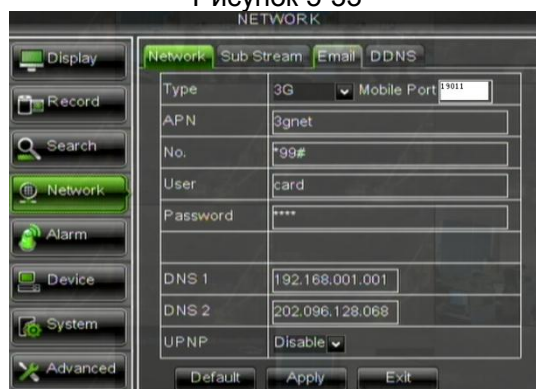 Рисунок 5-35
NETWORK
Display
Record
Search
Network
Alarm
Device
System
Advanced
Network Sub Stream Email DDNS
Type 3G Mobile Port 19011
APN 3gnet
No. *99#
User card
Password ****
DNS 1 192.168.001.001
DNS 2 202.096.128.068
UPNP Disable
Default Apply Exit